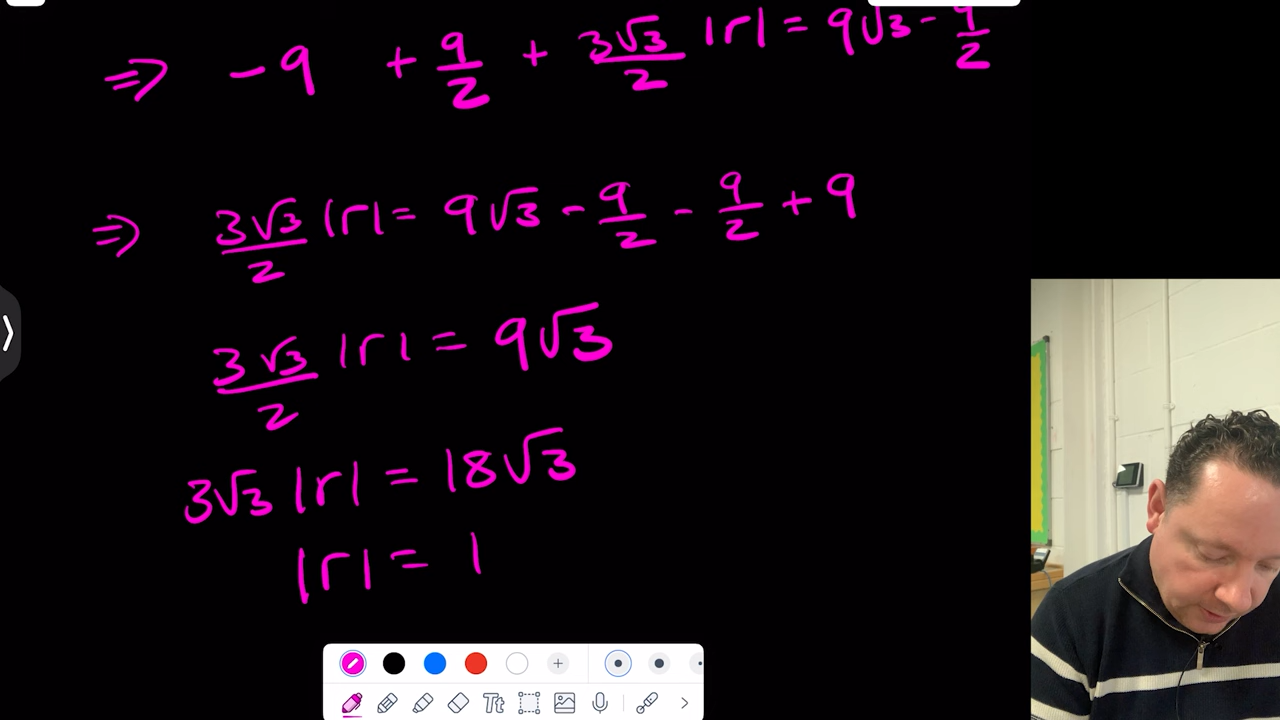 ⇒ -9 + 9/2 + 3√3/2 |r| = 9√3 - 9/2
⇒ 3√3/2 |r| = 9√3 - 9/2 - 9/2 + 9
3√3/2 |r| = 9√3
3√3 |r| = 18√3
|r| = 1
Tt